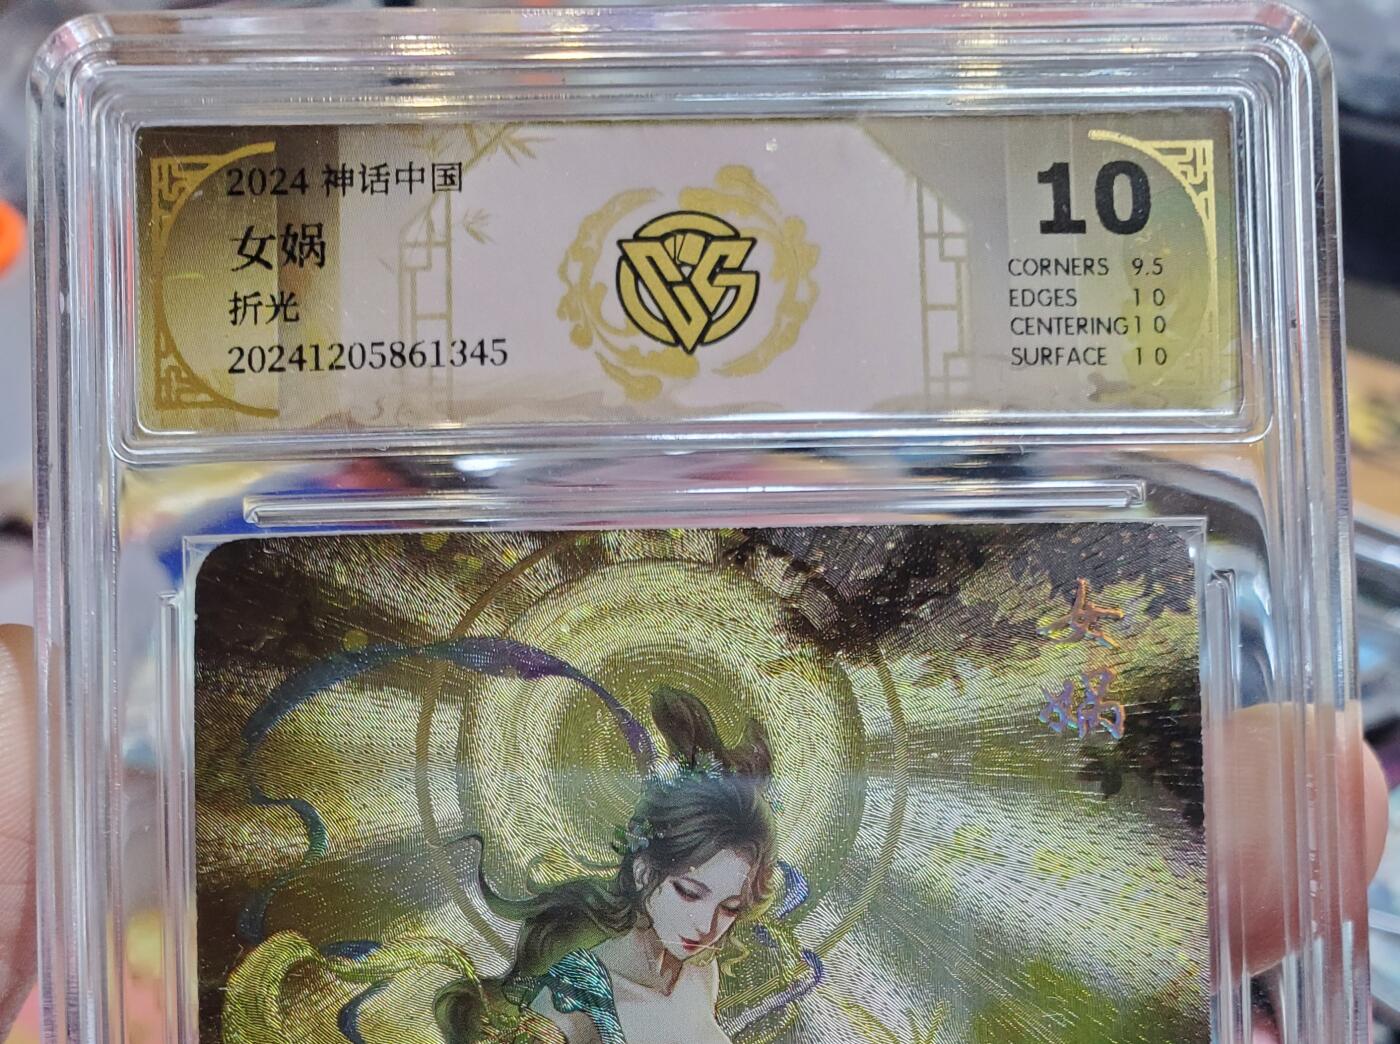 2024 神话中国
女娲
折光
20241205861345
CCS
10
CORNERS 9.5
EDGES 10
CENTERING 10
SURFACE 10
女娲